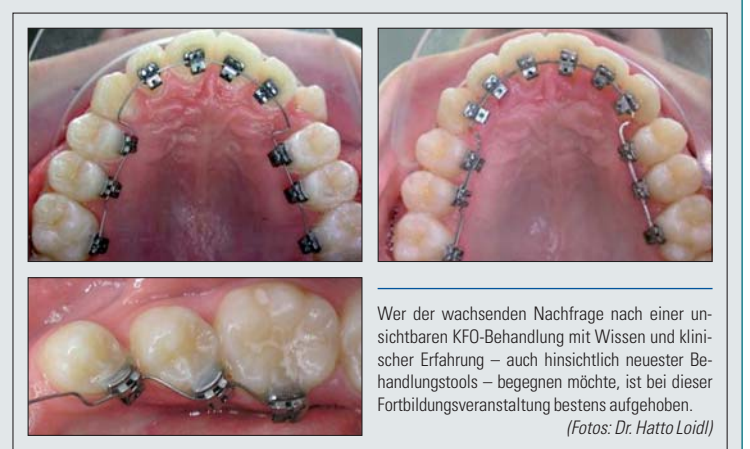 Wer der wachsenden Nachfrage nach einer un-
sichtbaren KFO-Behandlung mit Wissen und klini-
scher Erfahrung – auch hinsichtlich neuester Be-
handlungstools – begegnen möchte, ist bei dieser
Fortbildungsveranstaltung bestens aufgehoben.
(Fotos: Dr. Hatto Loidl)